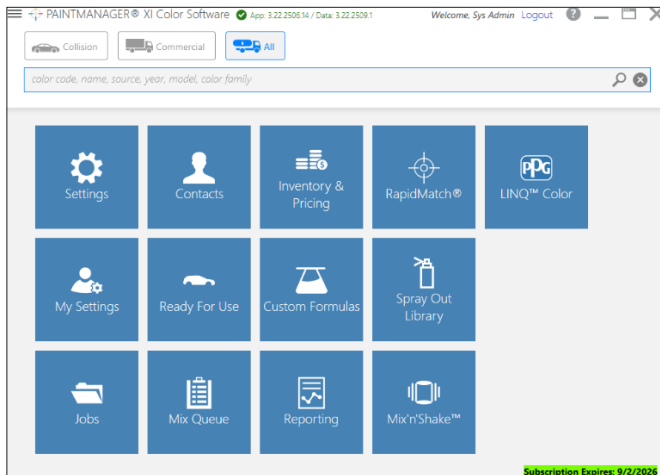 PAINTMANAGER® XI Color Software App: 3.22.2506.14 / Data: 3.22.2509.1 Welcome, Sys Admin Logout ?
Collision Commercial All
color code, name, source, year, model, color family
Settings
Contacts
Inventory &
Pricing
RapidMatch®
PPG
LINQ™ Color
My Settings
Ready For Use
Custom Formulas
Spray Out
Library
Jobs
Mix Queue
Reporting
Mix'n'Shake™
Subscription Expires: 9/2/2026